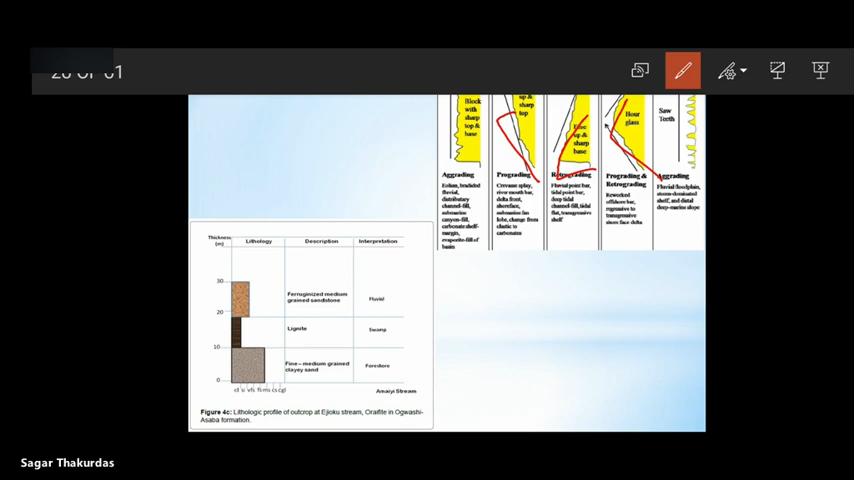 Block
with
sharp
top &
base
up &
sharp
top
up &
sharp
base
Hour
glass
Saw
Teeth
Aggrading
Prograding
Retrograding
Prograding &
Retrograding
Aggrading
Eolian, braided
fluvial,
distributary
channel-fill,
submarine
canyon-fill,
carbonate shelf-
margin,
evaporite-fill of
basin
Crevasse splay,
river mouth bar,
delta front,
shoreface,
submarine fan
lobe, change from
clastic to
carbonates
Fluvial point bar,
tidal point bar,
deep tidal
channel-fill, tidal
flat, transgressive
shelf
Reworked
offshore bar,
regressive to
transgressive
shore face delta
Fluvial floodplain,
storm-dominated
shelf, and distal
deep-marine slope
Thickness
(m)
Lithology
Description
Interpretation
30
Ferruginized medium
grained sandstone
Fluvial
20
Lignite
Swamp
10
Fine – medium grained
clayey sand
Foreshore
0
Amaiyi Stream
Figure 4c: Lithologic profile of outcrop at Ejioku stream, Oraifite in Ogwashi-
Asaba formation.
Sagar Thakurdas